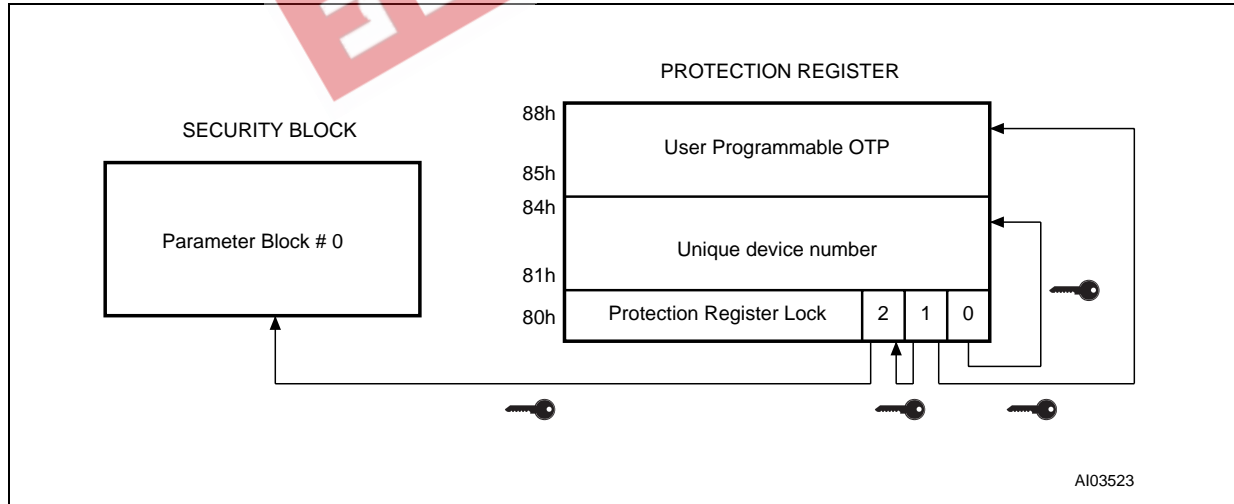 PROTECTION REGISTER
SECURITY BLOCK
88h
User Programmable OTP
85h
84h
Parameter Block # 0
Unique device number
81h
80h
Protection Register Lock 2 1 0
AI03523